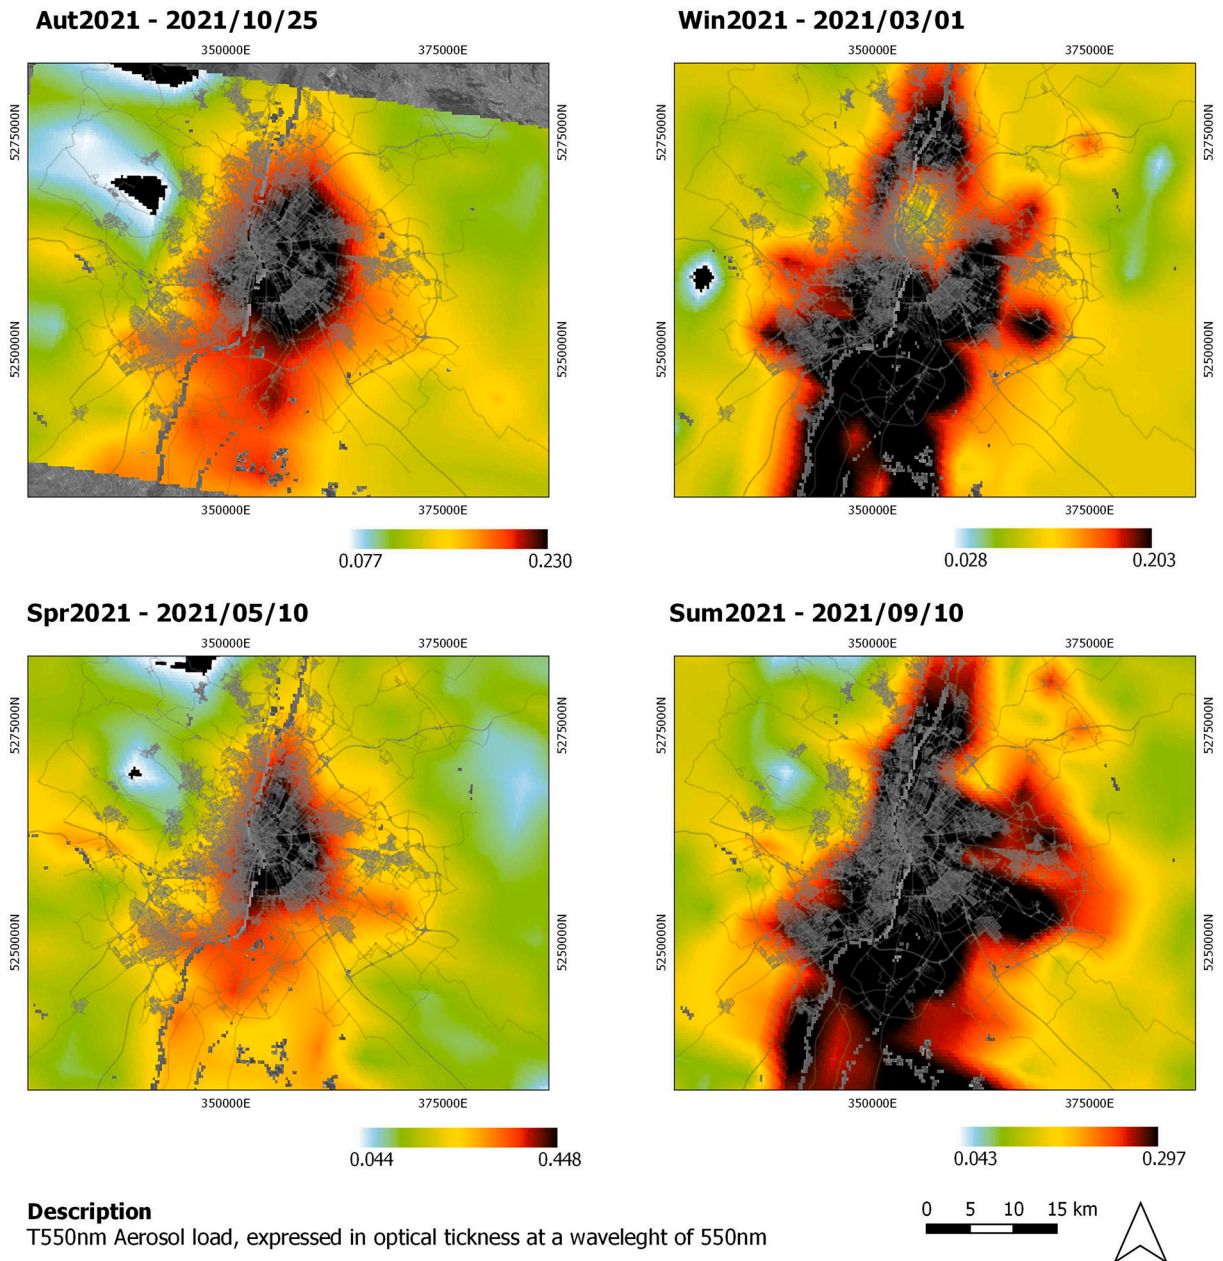 Aut2021 - 2021/10/25
Win2021 - 2021/03/01
350000E 375000E
350000E 375000E
5275000N 5275000N
5275000N 5275000N
5250000N 5250000N
5250000N 5250000N
350000E 375000E
350000E 375000E
0.077 0.230
0.028 0.203
Spr2021 - 2021/05/10
Sum2021 - 2021/09/10
350000E 375000E
350000E 375000E
5275000N 5275000N
5275000N 5275000N
5250000N 5250000N
5250000N 5250000N
350000E 375000E
350000E 375000E
0.044 0.448
0.043 0.297
Description
T550nm Aerosol load, expressed in optical tickness at a waveleght of 550nm
0 5 10 15 km